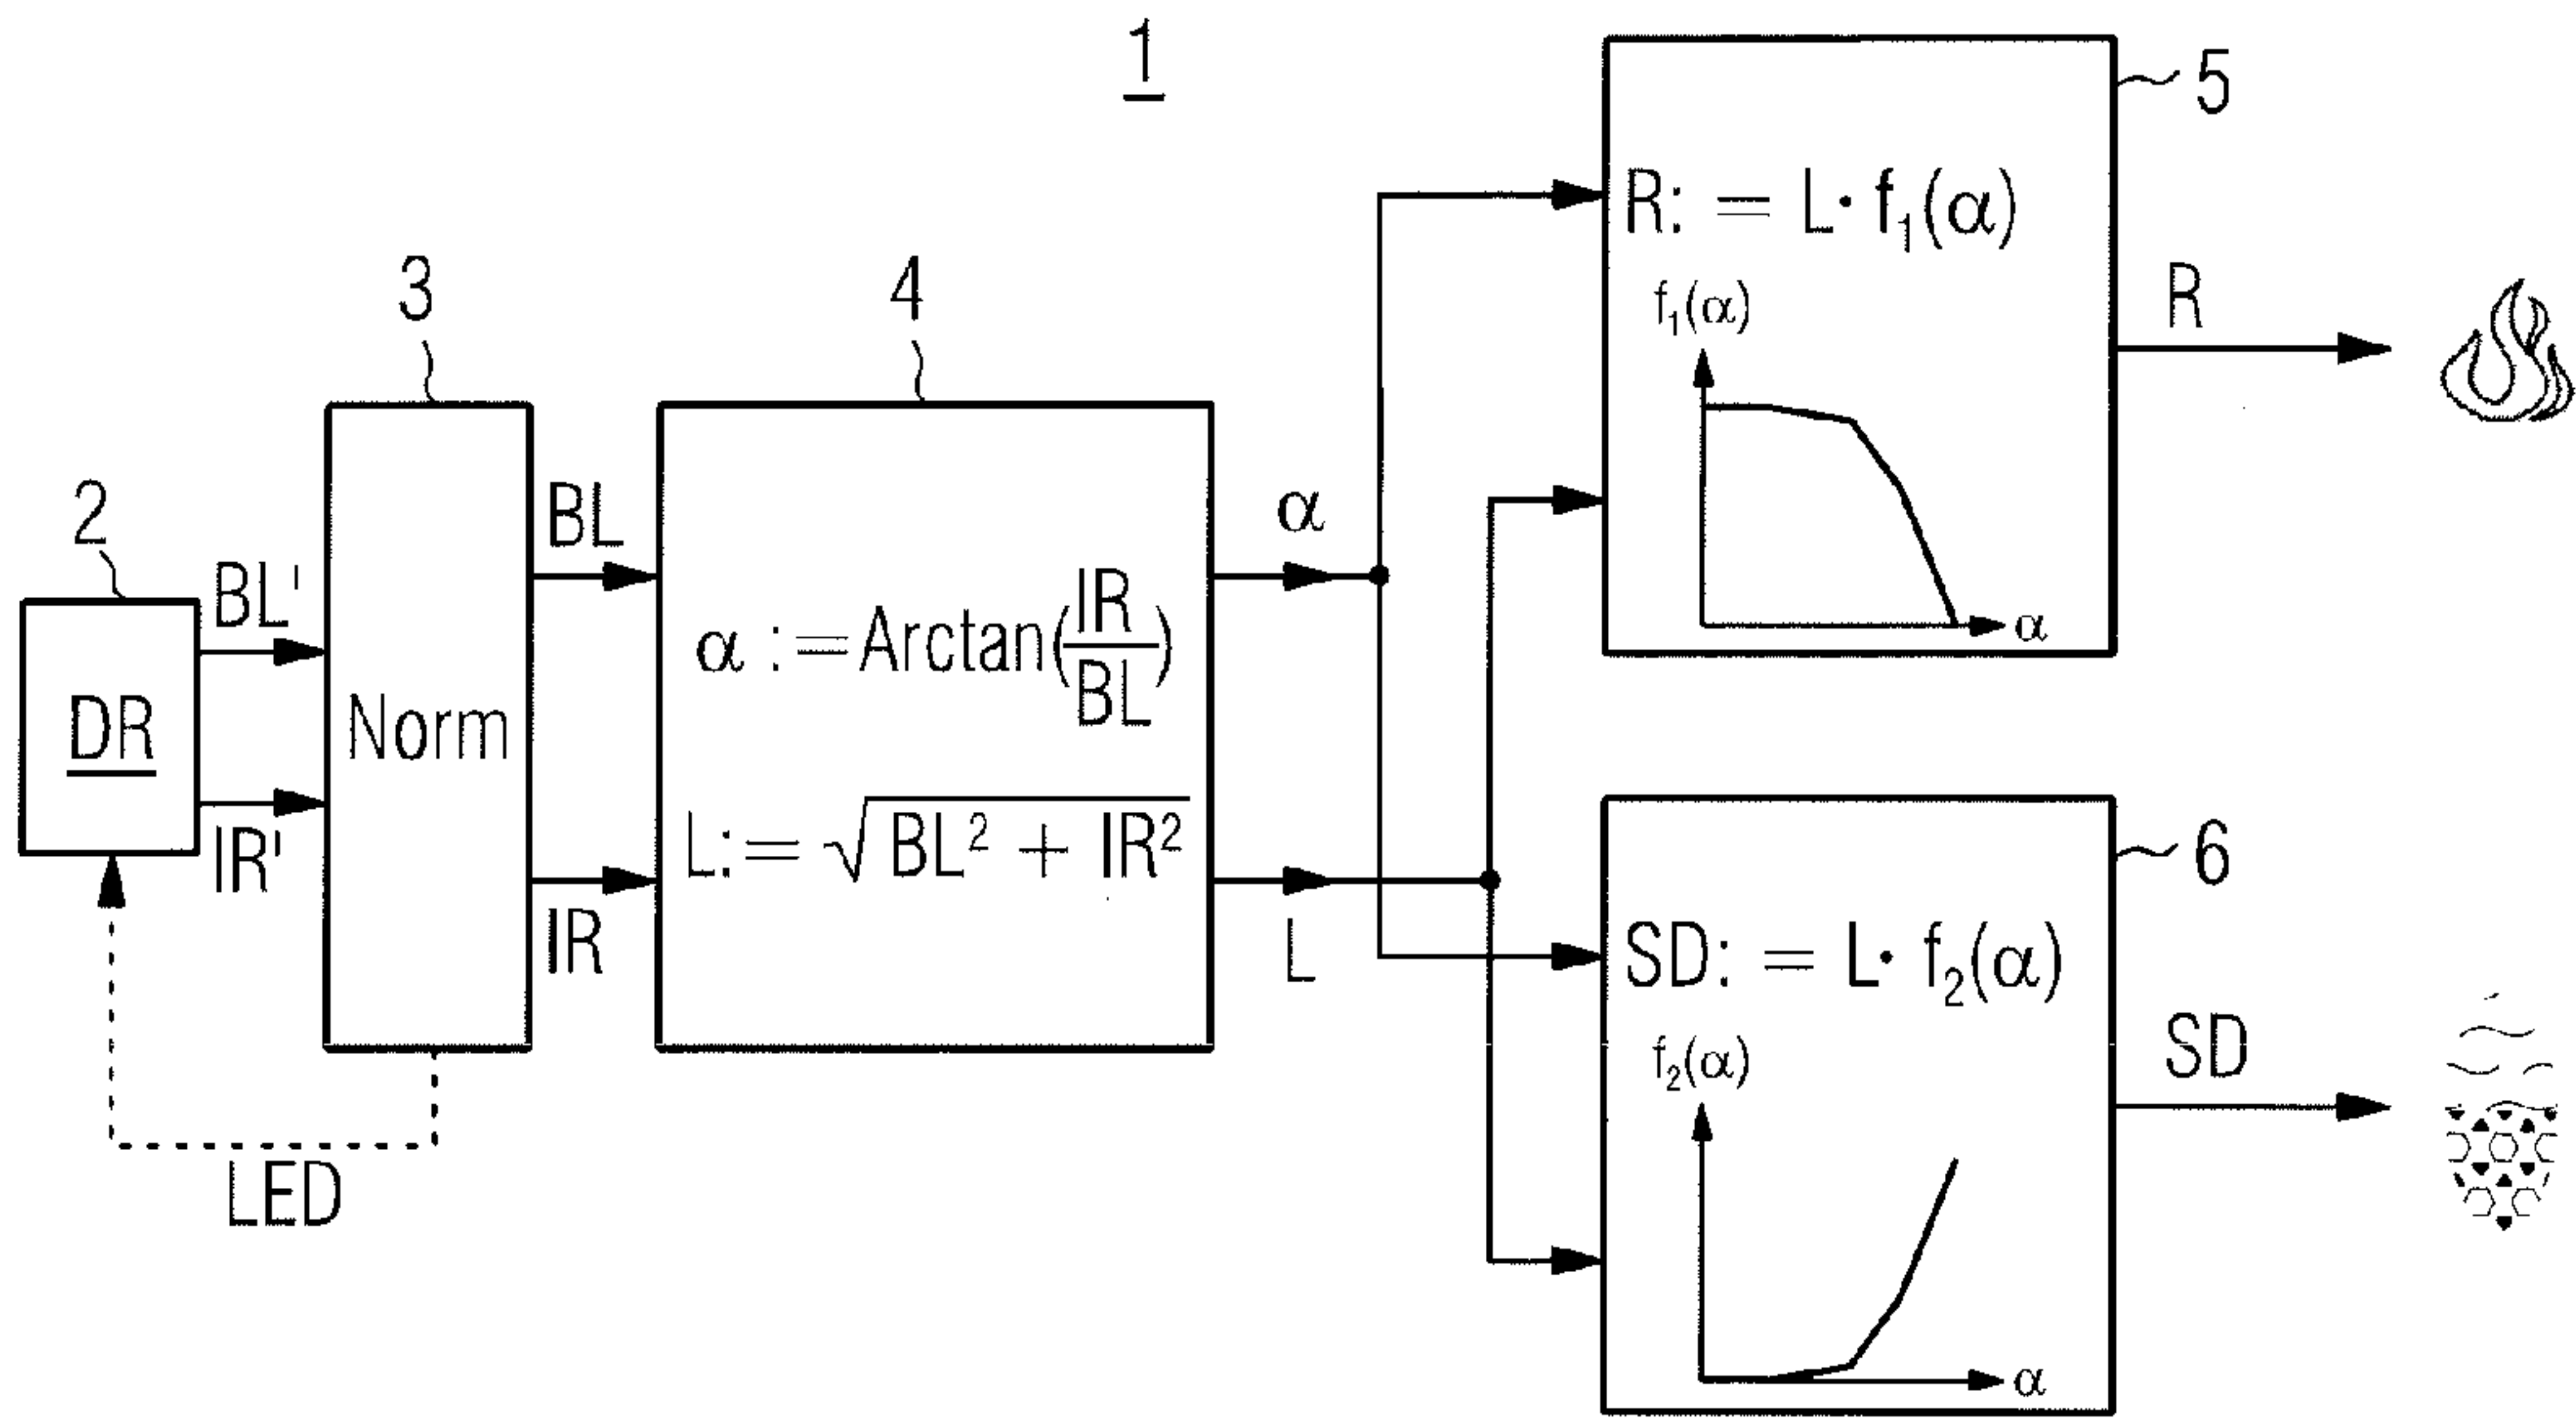 1
5
R: = L· f₁(α)
f₁(α)
α
R
3
4
2
BL'
DR
IR'
LED
Norm
BL
IR
α := Arctan(IR/BL)
L:= √BL² + IR²
α
L
6
SD: = L· f₂(α)
f₂(α)
α
SD